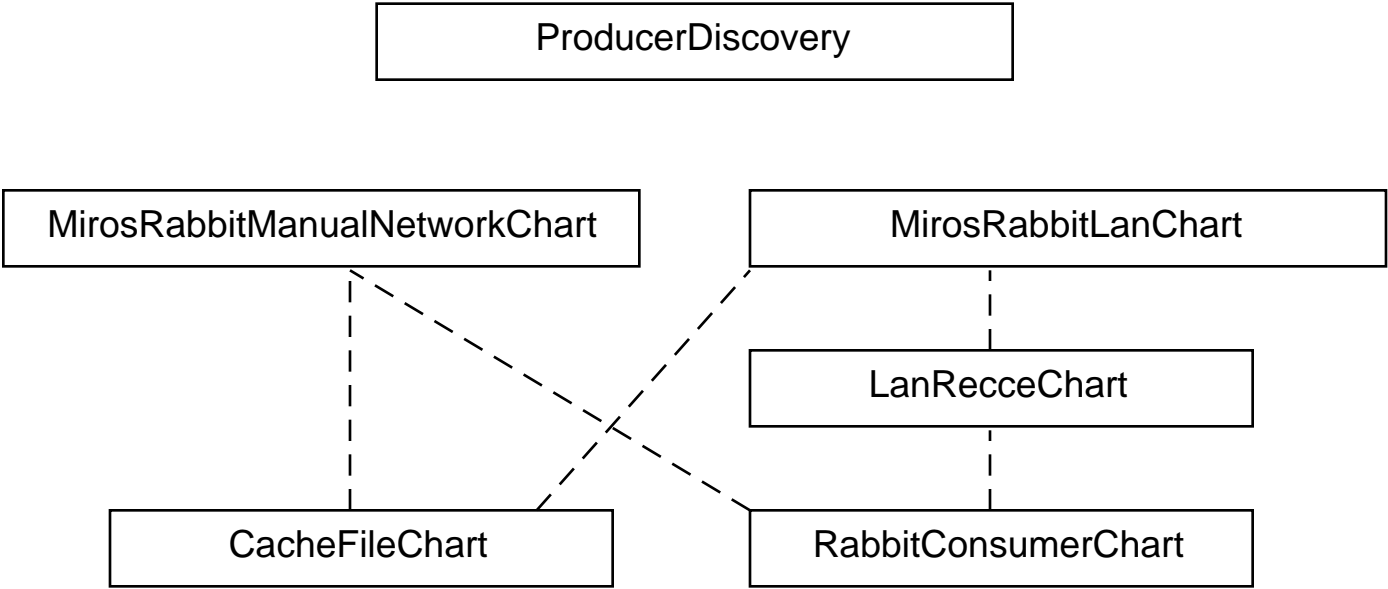 ProducerDiscovery
MirosRabbitManualNetworkChart
MirosRabbitLanChart
LanRecceChart
CacheFileChart
RabbitConsumerChart